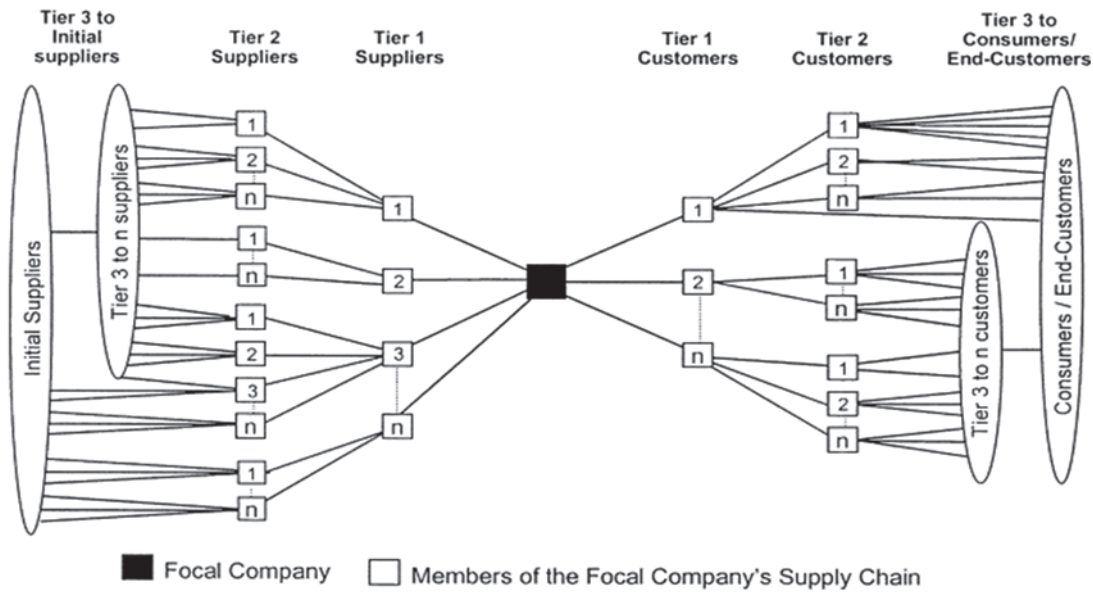 Tier 3 to
Initial
suppliers
Tier 2
Suppliers
Tier 1
Suppliers
Tier 1
Customers
Tier 2
Customers
Tier 3 to
Consumers/
End-Customers
Initial Suppliers
Tier 3 to n suppliers
1
2
n
1
n
1
2
3
n
1
n
1
2
3
n
1
2
n
1
2
n
1
n
1
2
n
Tier 3 to n customers
Consumers / End-Customers
Focal Company
Members of the Focal Company's Supply Chain